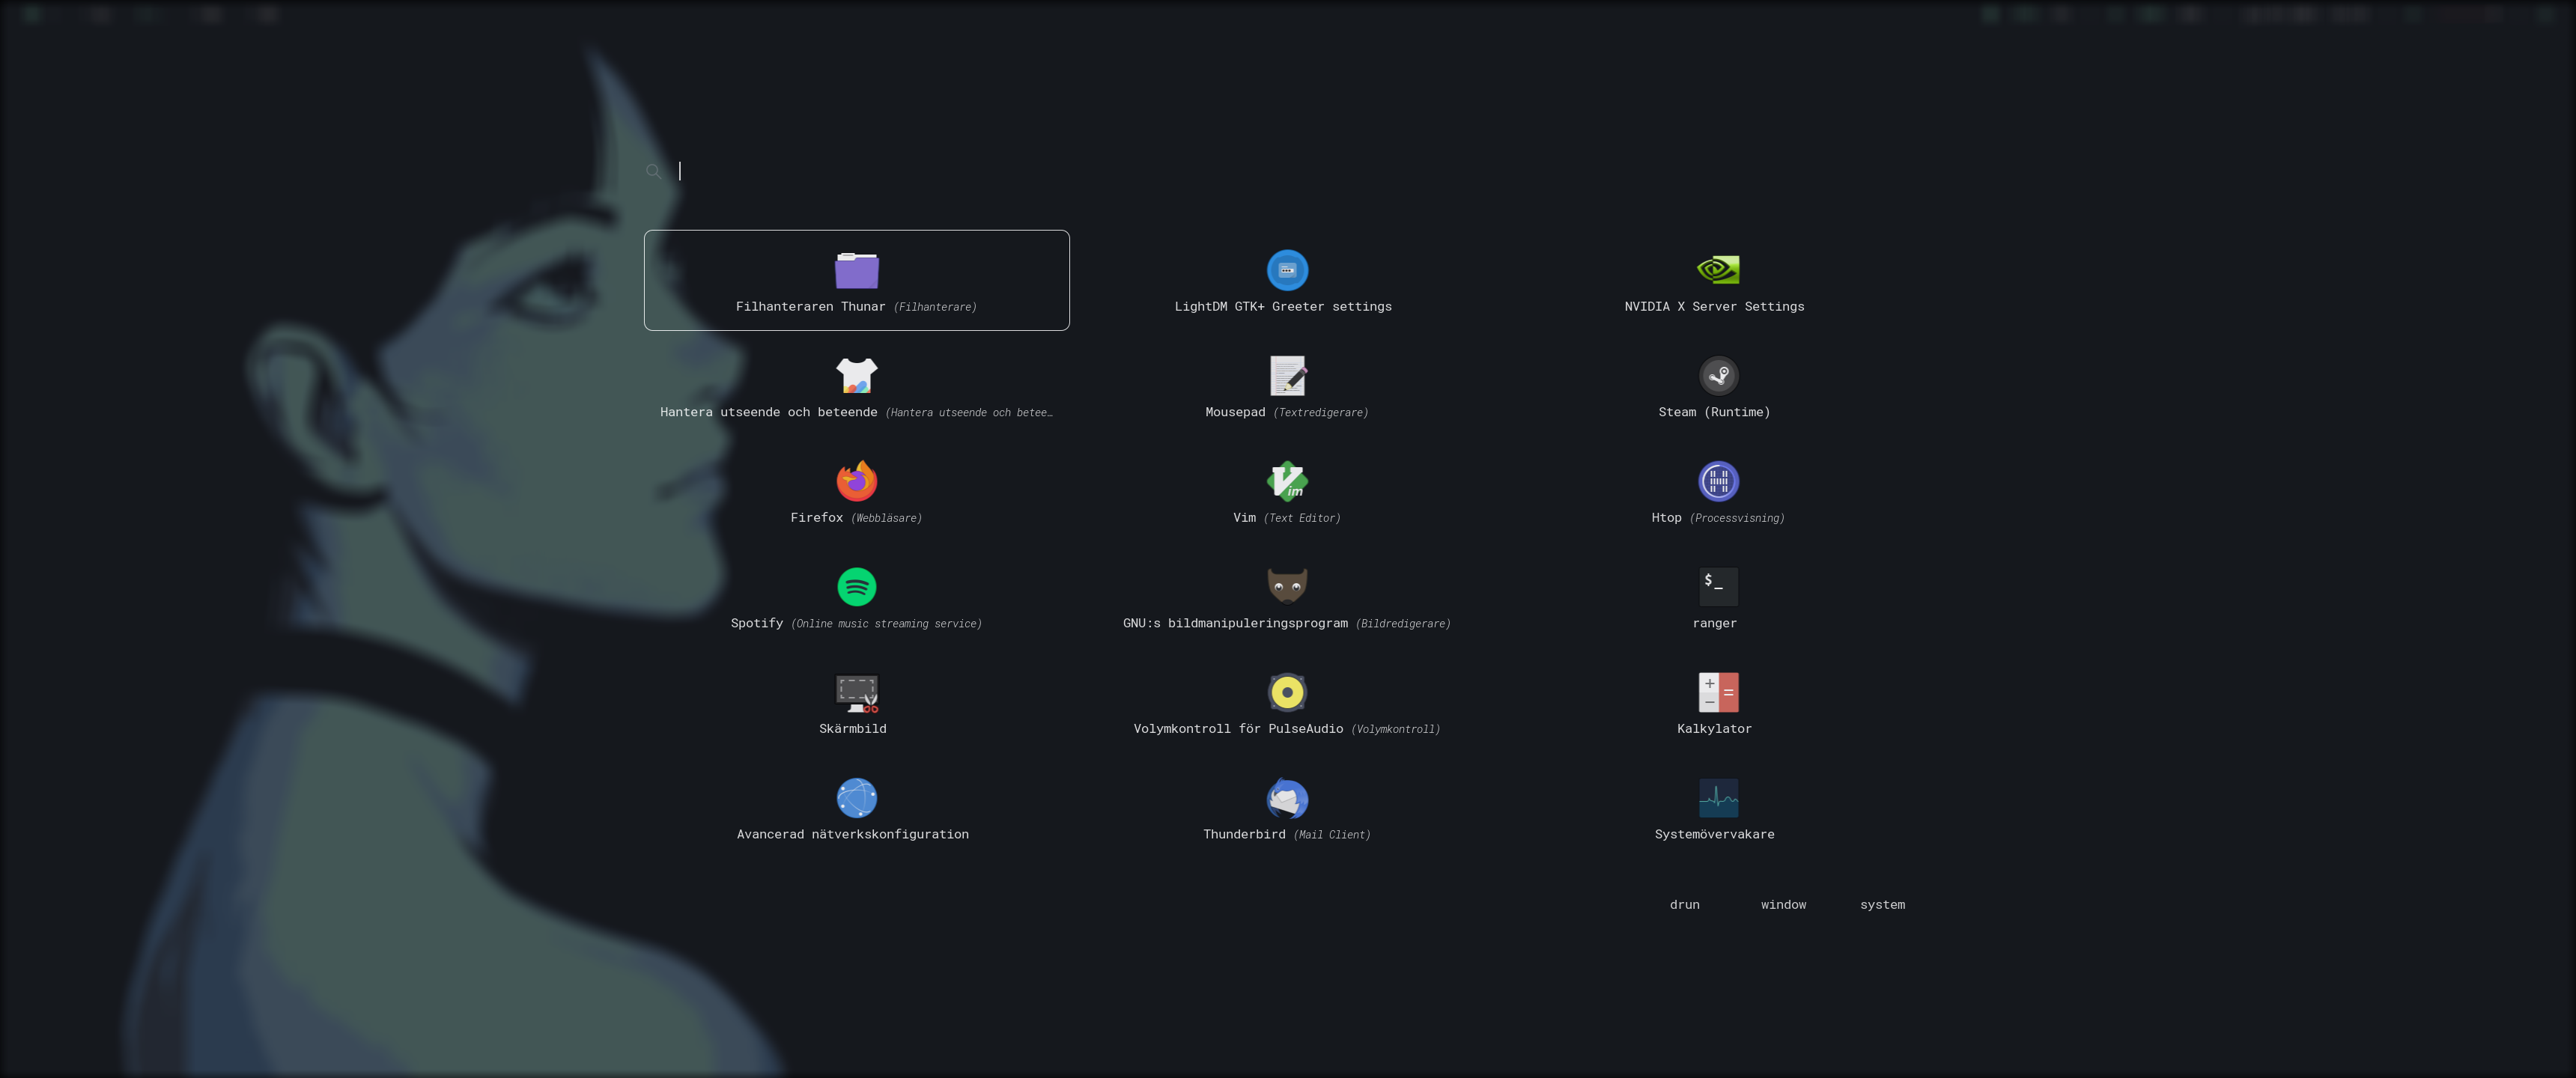 Filhanteraren Thunar (Filhanterare)
LightDM GTK+ Greeter settings
NVIDIA X Server Settings
Hantera utseende och beteende (Hantera utseende och betee…
Mousepad (Textredigerare)
Steam (Runtime)
Firefox (Webbläsare)
Vim (Text Editor)
Htop (Processvisning)
Spotify (Online music streaming service)
GNU:s bildmanipuleringsprogram (Bildredigerare)
$_
ranger
Skärmbild
Volymkontroll för PulseAudio (Volymkontroll)
Kalkylator
Avancerad nätverkskonfiguration
Thunderbird (Mail Client)
Systemövervakare
drun window system